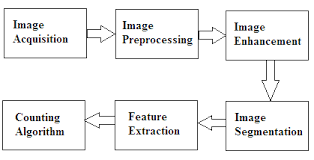 Image
Acquisition
Image
Preprocessing
Image
Enhancement
Image
Segmentation
Feature
Extraction
Counting
Algorithm